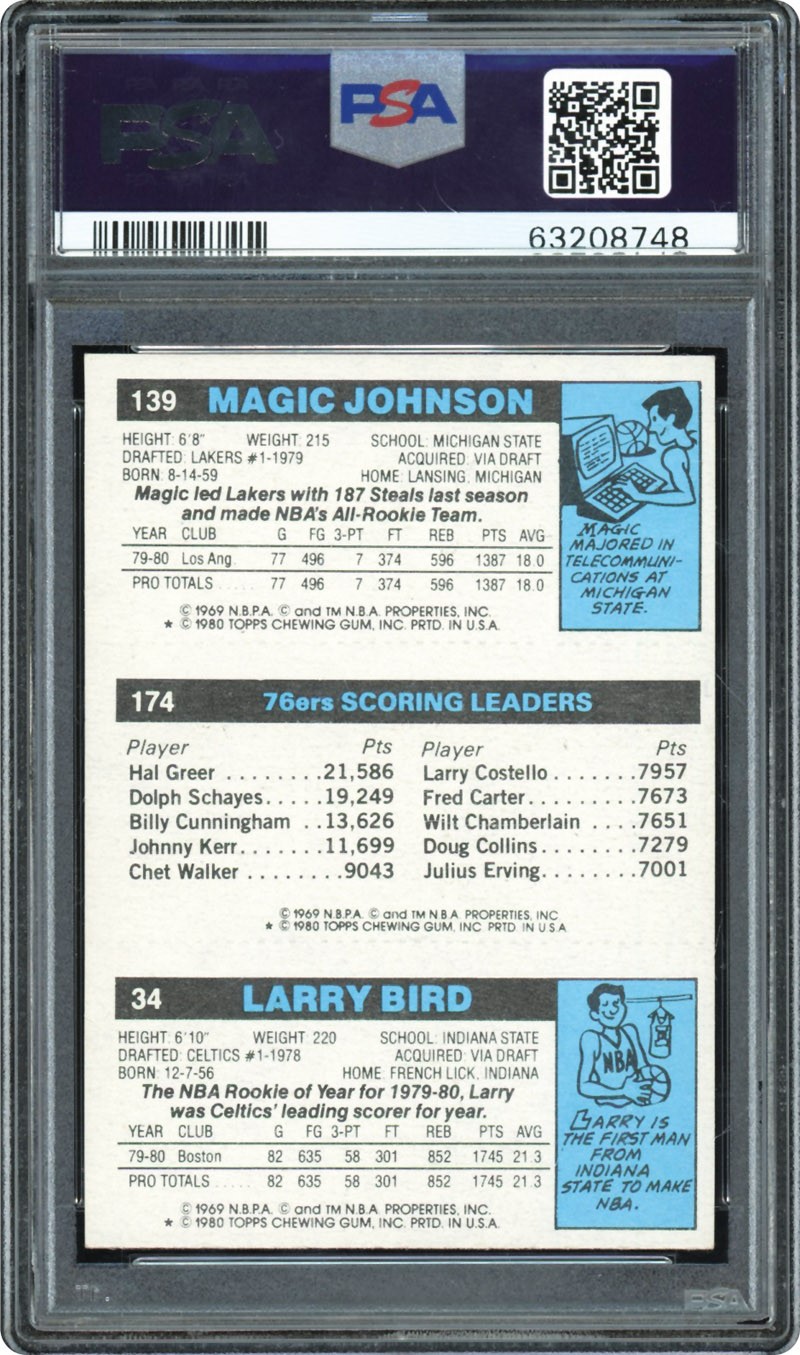 PSA
PSA
63208748
139 MAGIC JOHNSON
HEIGHT: 6'8" WEIGHT: 215 SCHOOL: MICHIGAN STATE
DRAFTED: LAKERS #1-1979 ACQUIRED: VIA DRAFT
BORN: 8-14-59 HOME: LANSING, MICHIGAN
Magic led Lakers with 187 Steals last season
and made NBA's All-Rookie Team.
YEAR CLUB G FG 3-PT FT REB PTS AVG
79-80 Los Ang. 77 496 7 374 596 1387 18.0
PRO TOTALS ..... 77 496 7 374 596 1387 18.0
© 1969 N.B.P.A. © and TM N.B.A. PROPERTIES, INC.
★ © 1980 TOPPS CHEWING GUM, INC. PRTD. IN U.S.A.
MAGIC
MAJORED IN
TELECOMMUNI-
CATIONS AT
MICHIGAN
STATE.
174 76ers SCORING LEADERS
Player Pts Player Pts
Hal Greer ........21,586 Larry Costello .......7957
Dolph Schayes.....19,249 Fred Carter.........7673
Billy Cunningham ..13,626 Wilt Chamberlain ....7651
Johnny Kerr.......11,699 Doug Collins........7279
Chet Walker ........9043 Julius Erving........7001
© 1969 N.B.P.A. © and TM N.B.A. PROPERTIES, INC
★ © 1980 TOPPS CHEWING GUM, INC PRTD IN U.S.A
34 LARRY BIRD
HEIGHT: 6'10" WEIGHT: 220 SCHOOL: INDIANA STATE
DRAFTED: CELTICS #1-1978 ACQUIRED: VIA DRAFT
BORN: 12-7-56 HOME: FRENCH LICK, INDIANA
The NBA Rookie of Year for 1979-80, Larry
was Celtics' leading scorer for year.
YEAR CLUB G FG 3-PT FT REB PTS AVG
79-80 Boston 82 635 58 301 852 1745 21.3
PRO TOTALS ..... 82 635 58 301 852 1745 21.3
© 1969 N.B.P.A. © and TM N.B.A. PROPERTIES, INC.
★ © 1980 TOPPS CHEWING GUM, INC. PRTD. IN U.S.A.
NBA
LARRY IS
THE FIRST MAN
FROM
INDIANA
STATE TO MAKE
NBA.
PSA